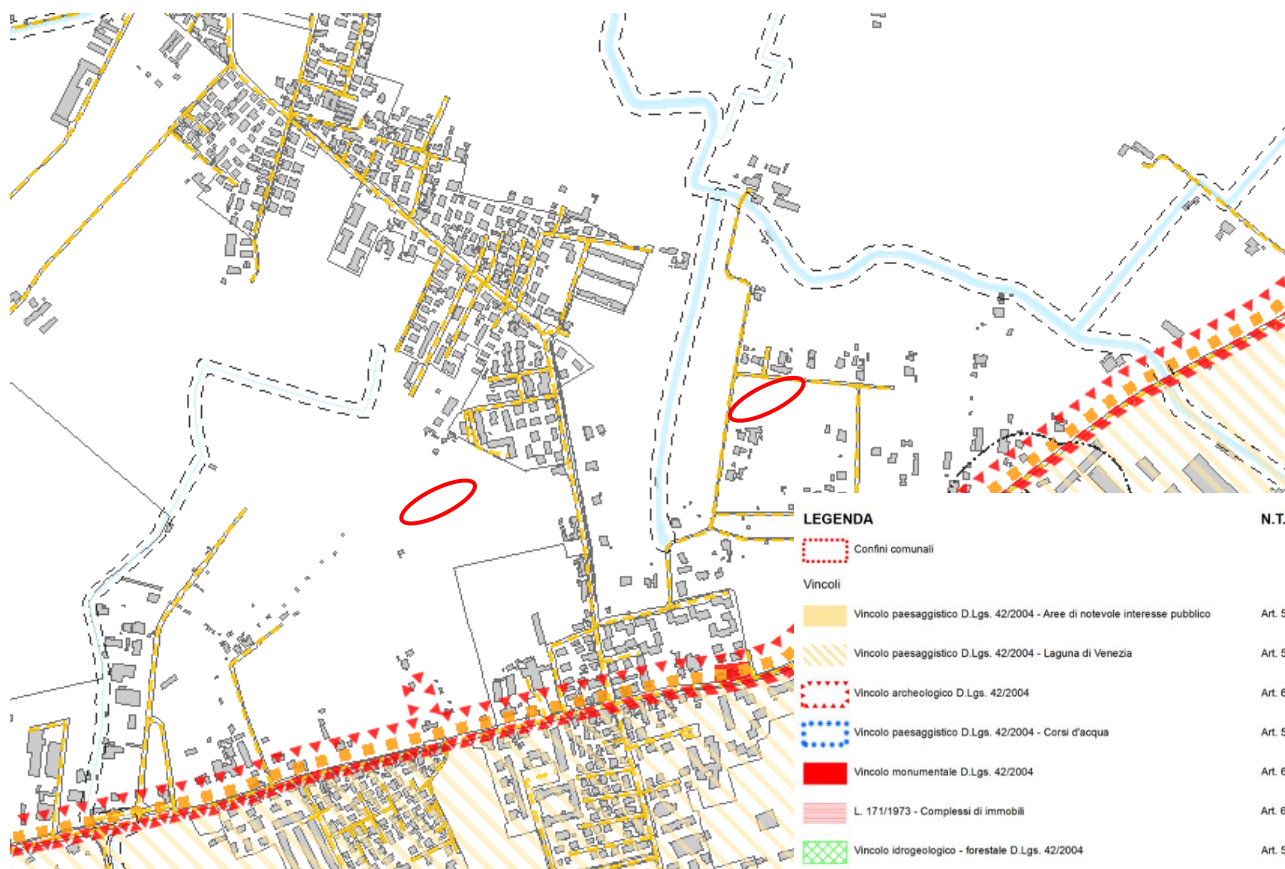 LEGENDA N.T.
Confini comunali
Vincoli
Vincolo paesaggistico D.Lgs. 42/2004 - Aree di notevole interesse pubblico Art. 5
Vincolo paesaggistico D.Lgs. 42/2004 - Laguna di Venezia Art. 5
Vincolo archeologico D.Lgs. 42/2004 Art. 6
Vincolo paesaggistico D.Lgs. 42/2004 - Corsi d'acqua Art. 5
Vincolo monumentale D.Lgs. 42/2004 Art. 6
L. 171/1973 - Complessi di immobili Art. 6
Vincolo idrogeologico - forestale D.Lgs. 42/2004 Art. 5